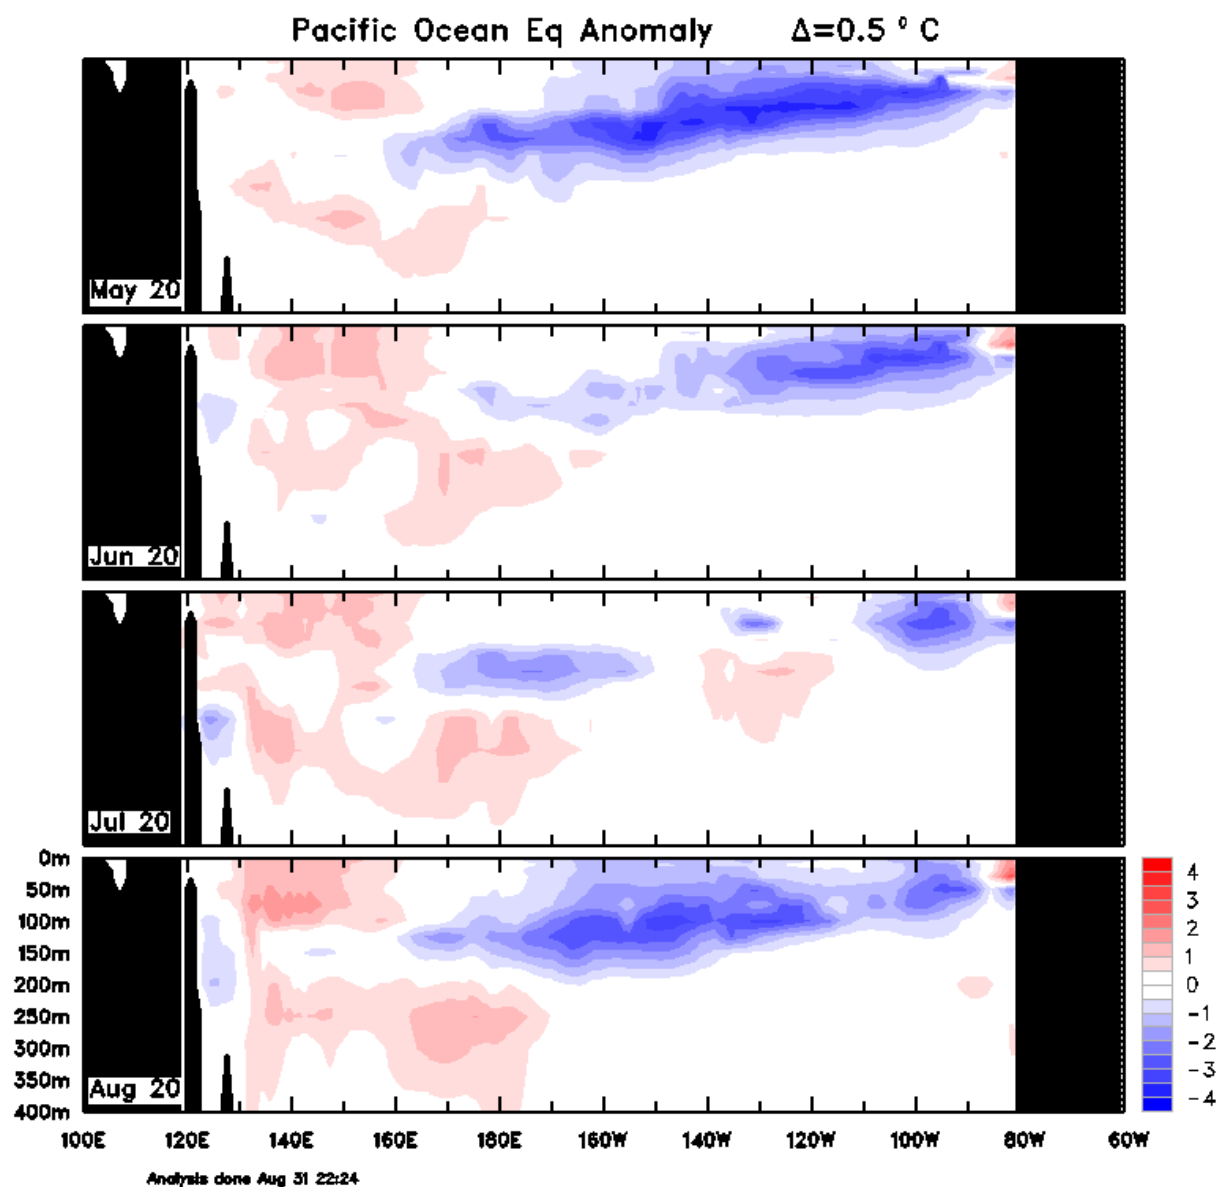 Pacific Ocean Eq Anomaly Δ=0.5 ° C
May 20
Jun 20
Jul 20
Aug 20
0m
50m
100m
150m
200m
250m
300m
350m
400m
100E 120E 140E 160E 180E 160W 140W 120W 100W 80W 60W
4
3
2
1
0
-1
-2
-3
-4
Analysis done Aug 31 22:24